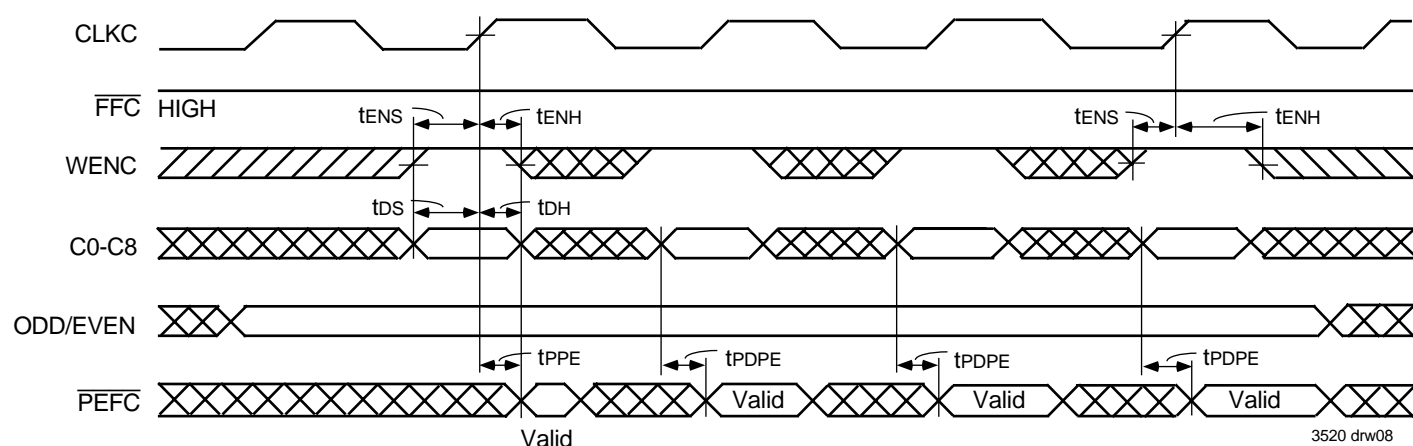 CLKC
FFC HIGH
tENS tENH tENS tENH
WENC
tDS tDH
C0-C8
ODD/EVEN
tPPE tPDPE tPDPE tPDPE
PEFC Valid Valid Valid
Valid
3520 drw08